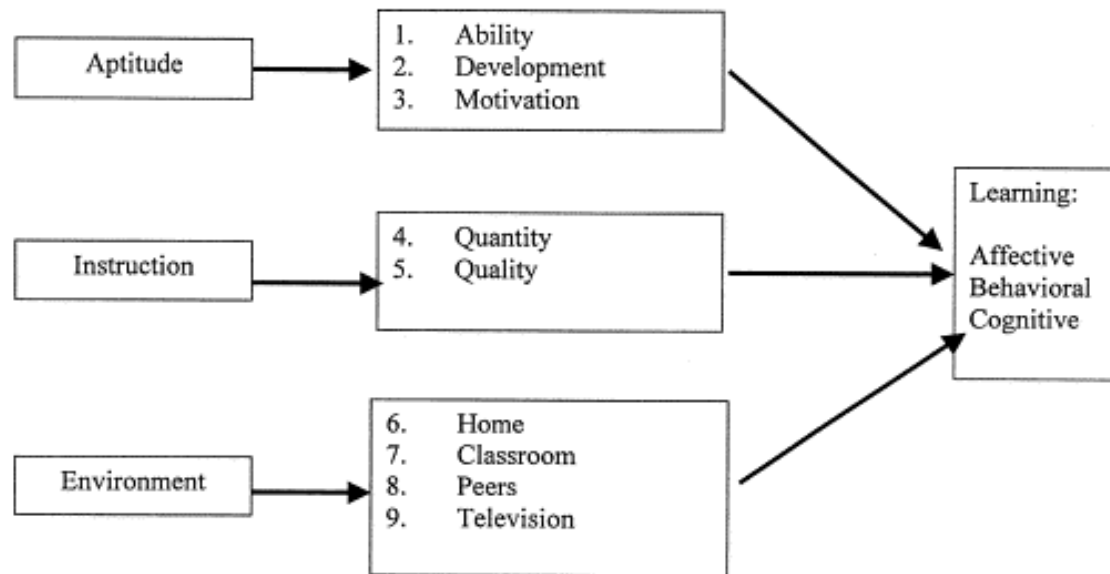 Aptitude
1. Ability
2. Development
3. Motivation
Instruction
4. Quantity
5. Quality
Environment
6. Home
7. Classroom
8. Peers
9. Television
Learning:
Affective
Behavioral
Cognitive